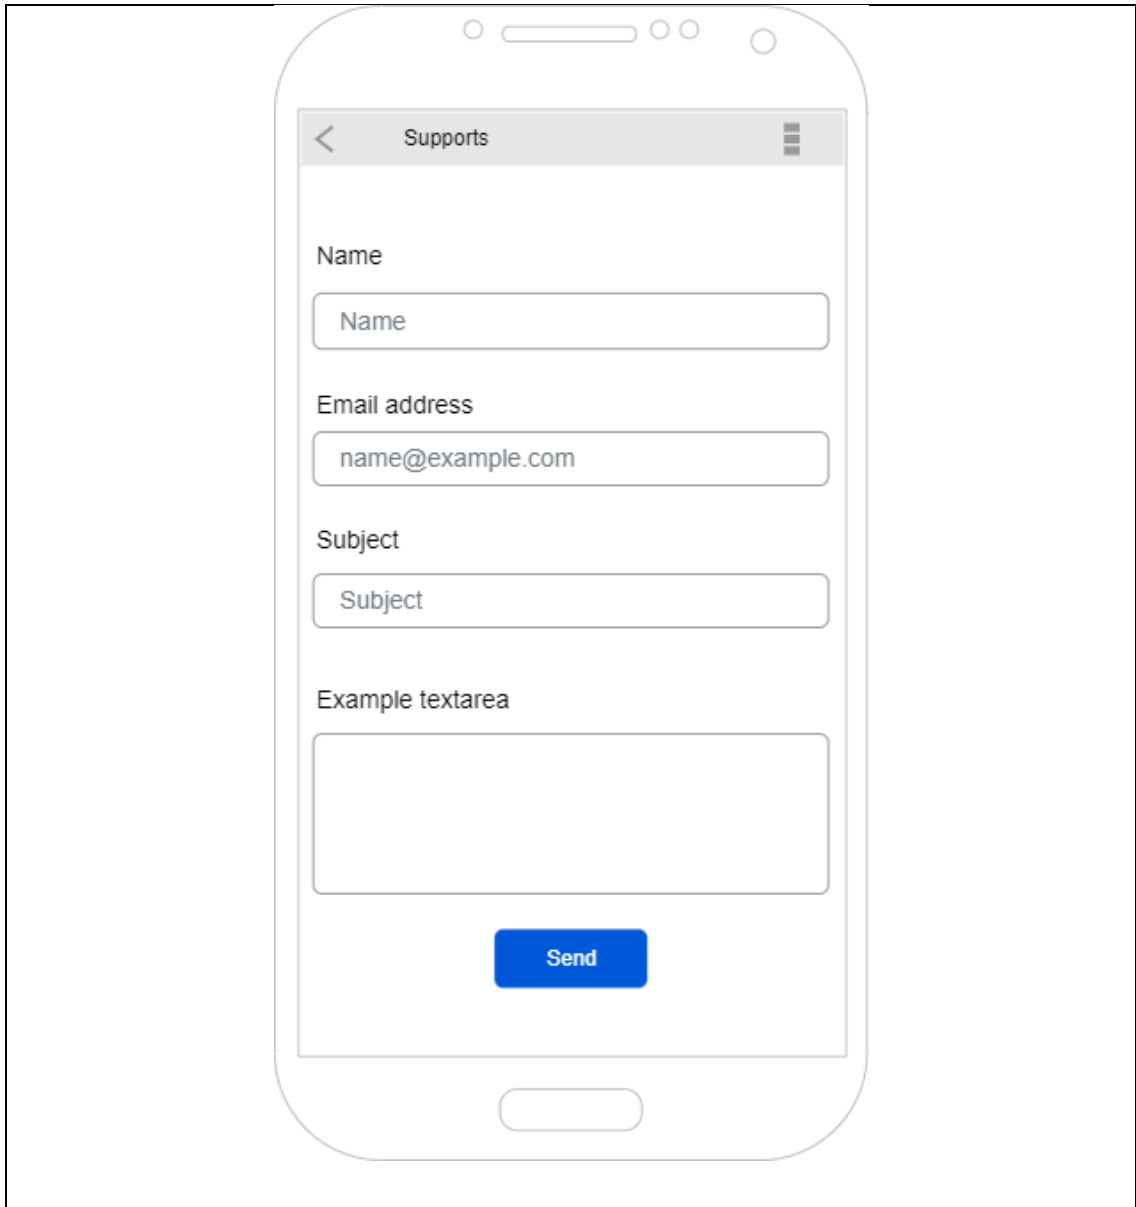 Supports
Name
Name
Email address
name@example.com
Subject
Subject
Example textarea
Send